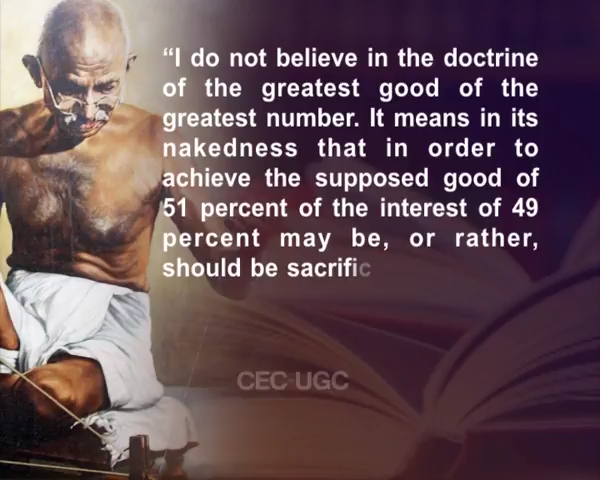 “I do not believe in the doctrine
of the greatest good of the
greatest number. It means in its
nakedness that in order to
achieve the supposed good of
51 percent of the interest of 49
percent may be, or rather,
should be sacrific
CEC-UGC